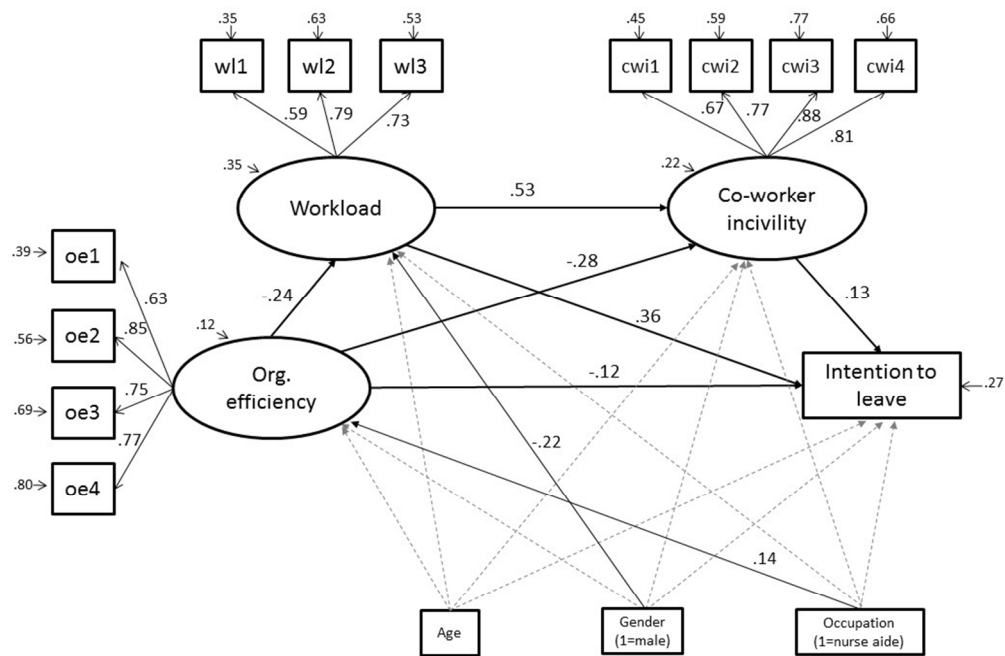 .35
.63
.53
.45
.59
.77
.66
wl1
wl2
wl3
cwi1
cwi2
cwi3
cwi4
.59
.79
.73
.67
.77
.88
.81
.35
.22
Workload
.53
Co-worker
incivility
.39
oe1
.63
-.24
-.28
.13
.56
oe2
.85
.12
.36
.69
oe3
.75
Org.
efficiency
-.12
Intention to
leave
.27
.80
oe4
.77
-.22
.14
Age
Gender
(1=male)
Occupation
(1=nurse aide)